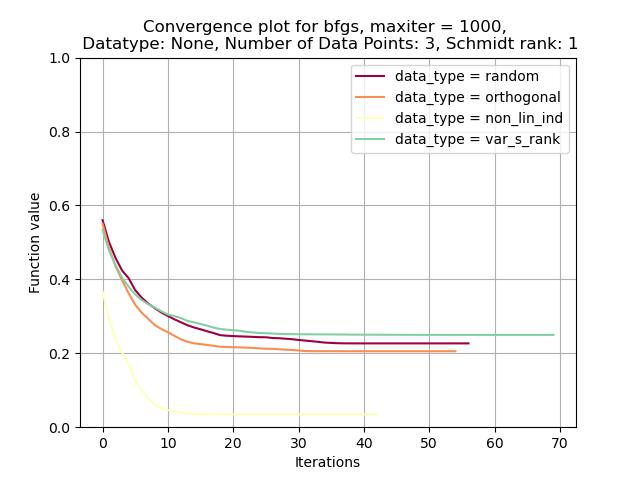 Convergence plot for bfgs, maxiter = 1000,
Datatype: None, Number of Data Points: 3, Schmidt rank: 1
data_type = random
data_type = orthogonal
data_type = non_lin_ind
data_type = var_s_rank
Function value
1.0
0.8
0.6
0.4
0.2
0.0
0 10 20 30 40 50 60 70
Iterations